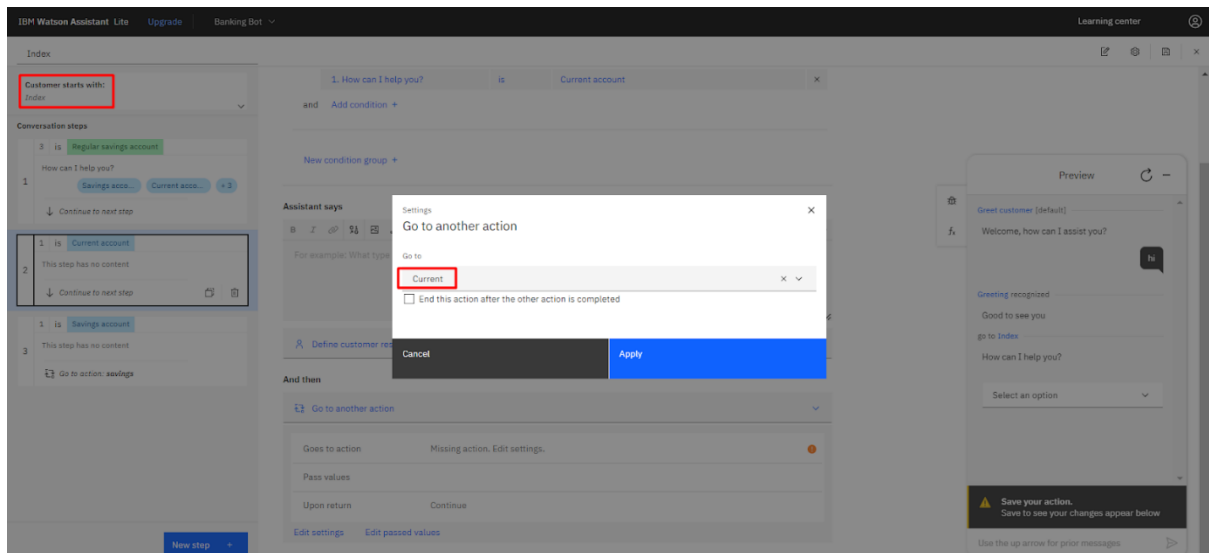 IBM Watson Assistant Lite Upgrade Banking Bot Learning center
Index
Customer starts with:
Index
Conversation steps
3 is Regular savings account
How can I help you?
1
Savings acco... Current acco... + 3
Continue to next step
1 is Current account
2
This step has no content
Continue to next step
1 is Savings account
3
This step has no content
Go to action: savings
New step +
1. How can I help you? is Current account ×
and Add condition +
New condition group +
Assistant says
B I
For example: What type
Define customer res
And then
Go to another action
Goes to action Missing action. Edit settings.
Pass values
Upon return Continue
Edit settings Edit passed values
Settings
Go to another action
Go to
Current
End this action after the other action is completed
Cancel Apply
Preview
Greet customer [default]
Welcome, how can I assist you?
hi
Greeting recognized
Good to see you
go to Index
How can I help you?
Select an option
Save your action.
Save to see your changes appear below
Use the up arrow for prior messages